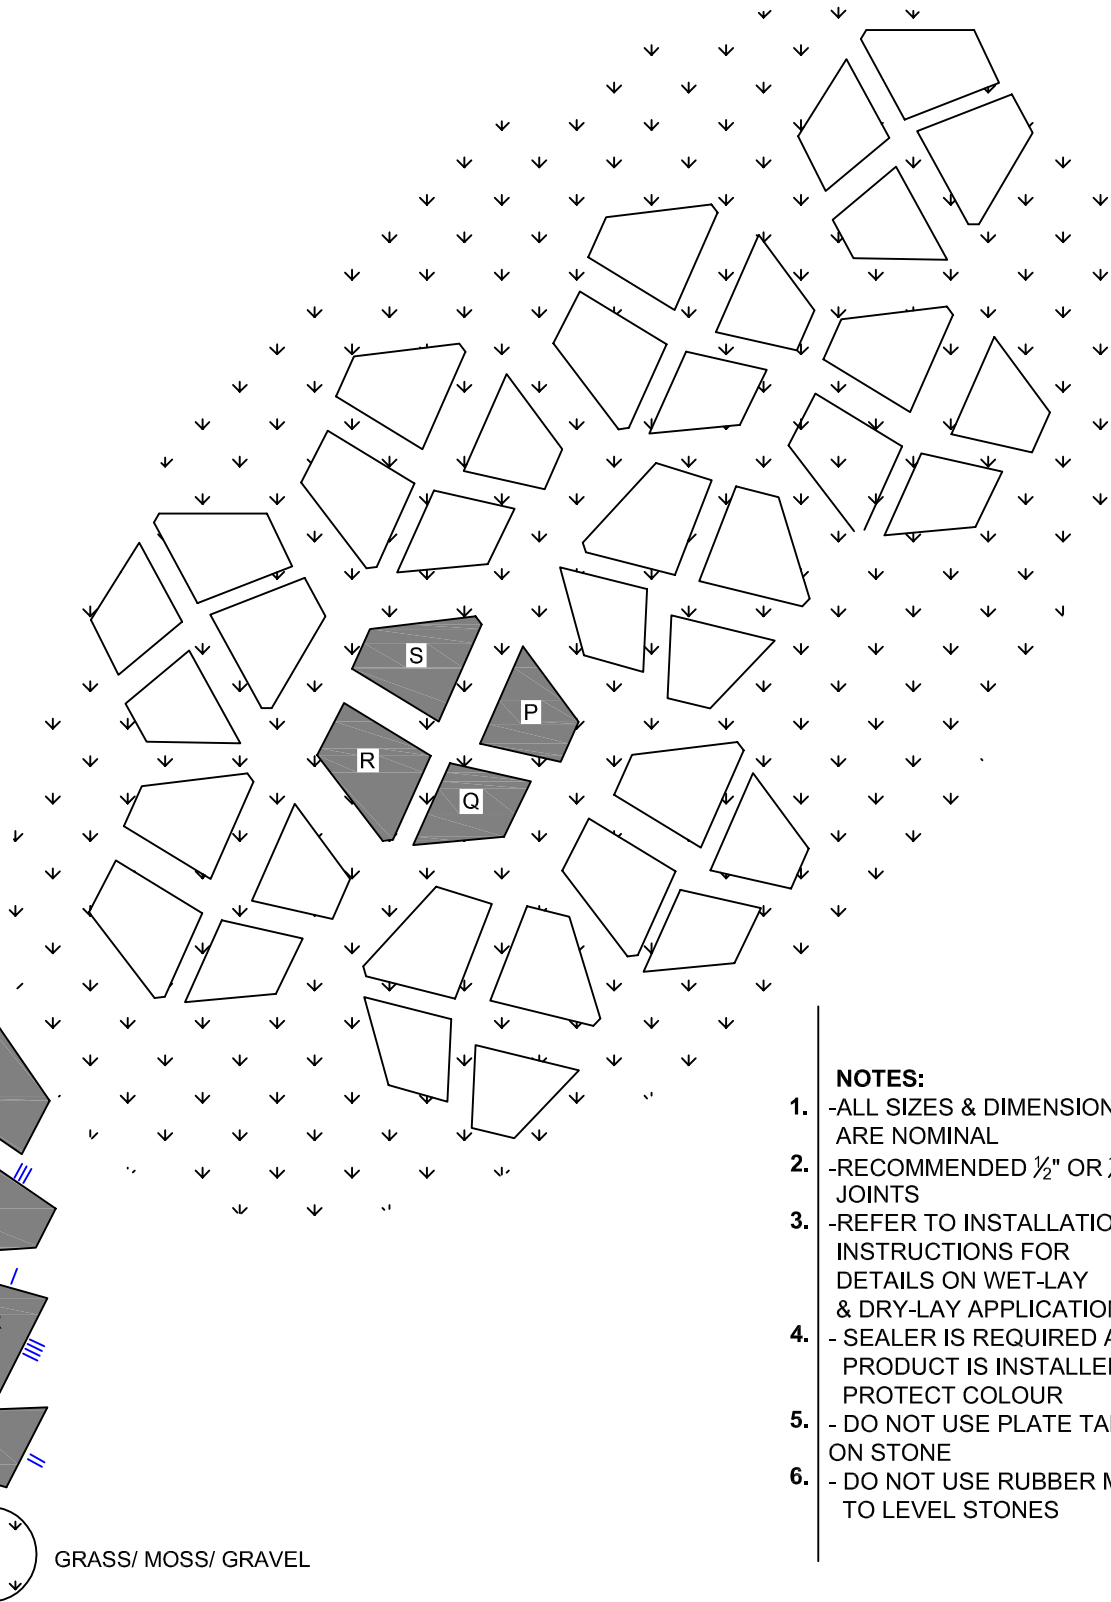 S
P
R
Q
NOTES:
1. -ALL SIZES & DIMENSION
ARE NOMINAL
2. -RECOMMENDED ½" OR
JOINTS
3. -REFER TO INSTALLATIO
INSTRUCTIONS FOR
DETAILS ON WET-LAY
& DRY-LAY APPLICATION
4. - SEALER IS REQUIRED A
PRODUCT IS INSTALLED
PROTECT COLOUR
5. - DO NOT USE PLATE TA
ON STONE
6. - DO NOT USE RUBBER M
TO LEVEL STONES
GRASS/ MOSS/ GRAVEL